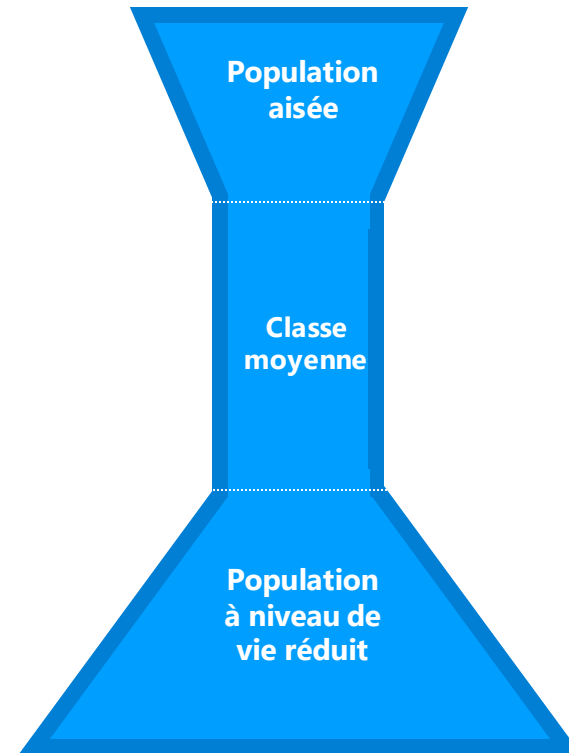 Population
aisée
Classe
moyenne
Population
à niveau de
vie réduit